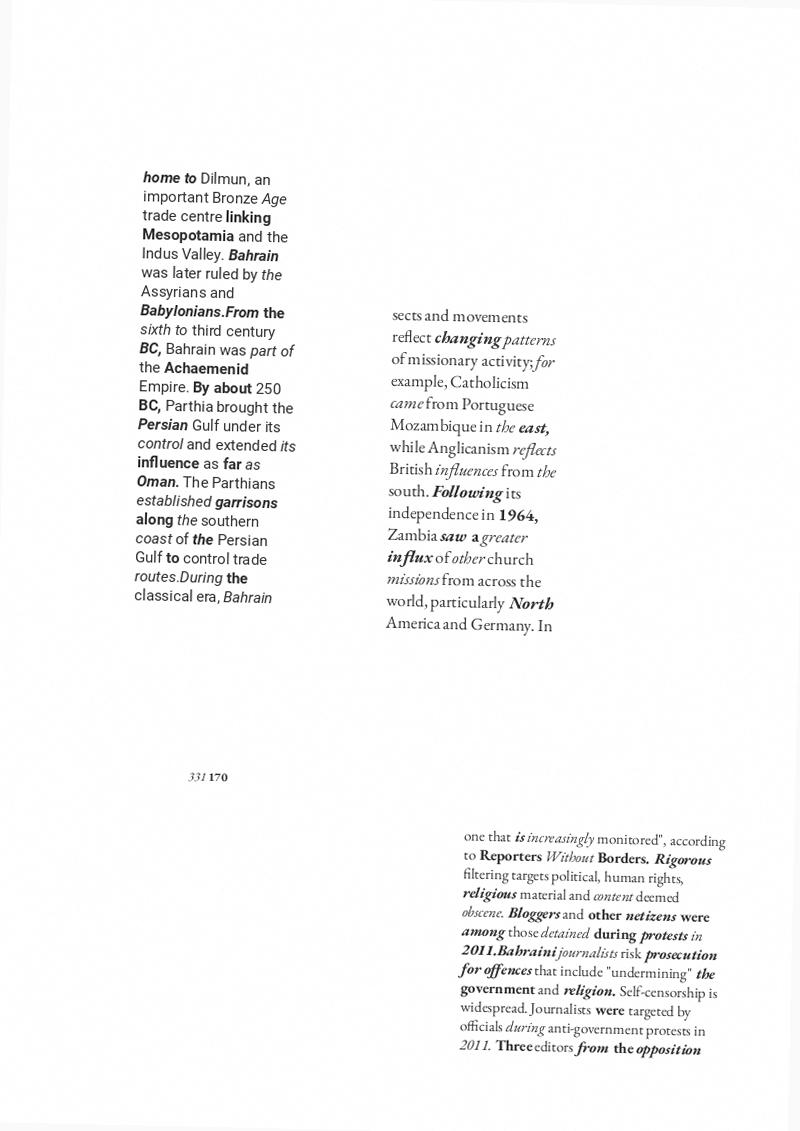 home to Dilmun, an
important Bronze Age
trade centre linking
Mesopotamia and the
Indus Valley. Bahrain
was later ruled by the
Assyrians and
Babylonians.From the
sixth to third century
BC, Bahrain was part of
the Achaemenid
Empire. By about 250
BC, Parthia brought the
Persian Gulf under its
control and extended its
influence as far as
Oman. The Parthians
established garrisons
along the southern
coast of the Persian
Gulf to control trade
routes.During the
classical era, Bahrain
sects and movements
reflect changing patterns
of missionary activity; for
example, Catholicism
came from Portuguese
Mozambique in the east,
while Anglicanism reflects
British influences from the
south. Following its
independence in 1964,
Zambia saw a greater
influx of other church
missions from across the
world, particularly North
America and Germany. In
331 170
one that is increasingly monitored", according
to Reporters Without Borders. Rigorous
filtering targets political, human rights,
religious material and content deemed
obscene. Bloggers and other netizens were
among those detained during protests in
2011.Bahraini journalists risk prosecution
for offences that include "undermining" the
government and religion. Self-censorship is
widespread. Journalists were targeted by
officials during anti-government protests in
2011. Three editors from the opposition